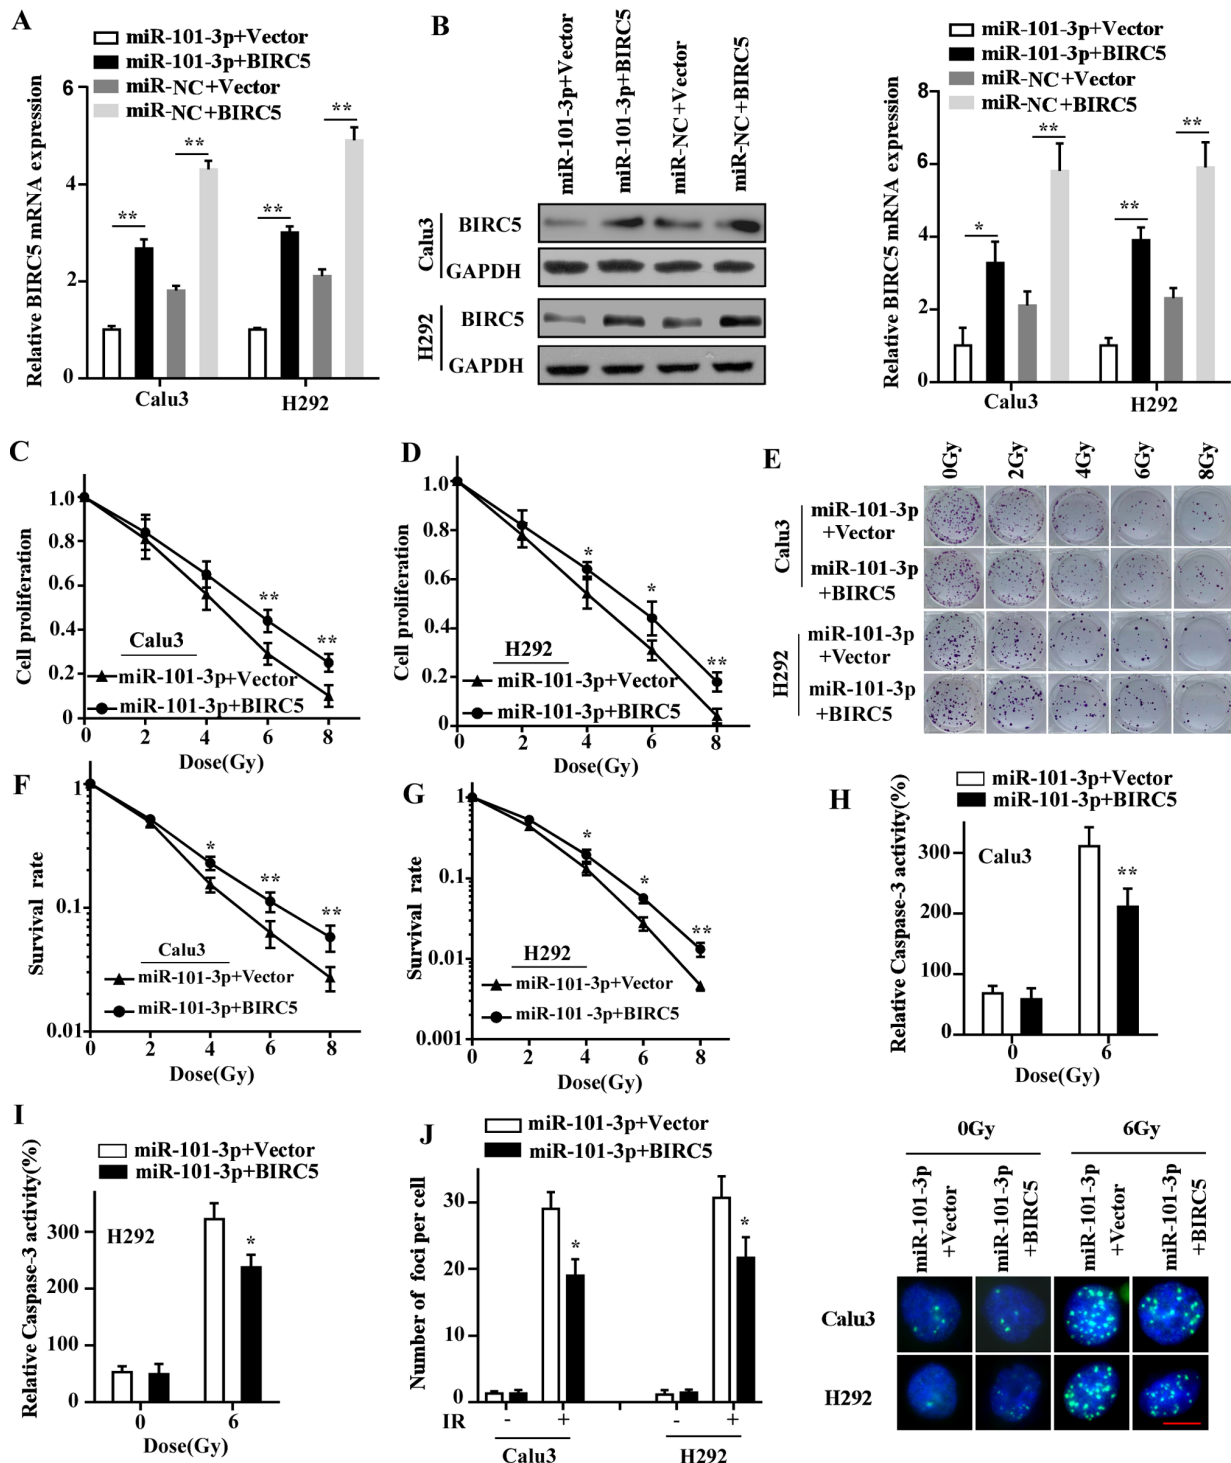 A
miR-101-3p+Vector
miR-101-3p+BIRC5
miR-NC+Vector
miR-NC+BIRC5
Relative BIRC5 mRNA expression
6
4
2
0
**
**
**
**
Calu3
H292
B
miR-101-3p+Vector
miR-101-3p+BIRC5
miR-NC+Vector
miR-NC+BIRC5
Calu3
BIRC5
GAPDH
H292
BIRC5
GAPDH
miR-101-3p+Vector
miR-101-3p+BIRC5
miR-NC+Vector
miR-NC+BIRC5
Relative BIRC5 mRNA expression
8
6
4
2
0
*
**
**
**
Calu3
H292
C
Cell proliferation
1.0
0.8
0.6
0.4
0.2
0
**
**
Calu3
miR-101-3p+Vector
miR-101-3p+BIRC5
0 2 4 6 8
Dose(Gy)
D
Cell proliferation
1.0
0.8
0.6
0.4
0.2
0
*
*
**
H292
miR-101-3p+Vector
miR-101-3p+BIRC5
0 2 4 6 8
Dose(Gy)
E
0Gy 2Gy 4Gy 6Gy 8Gy
Calu3
miR-101-3p
+Vector
miR-101-3p
+BIRC5
H292
miR-101-3p
+Vector
miR-101-3p
+BIRC5
F
Survival rate
1
0.1
0.01
*
**
**
Calu3
miR-101-3p+Vector
miR-101-3p+BIRC5
0 2 4 6 8
Dose(Gy)
G
Survival rate
1
0.1
0.01
0.001
*
*
**
H292
miR-101-3p+Vector
miR-101 -3p+BIRC5
0 2 4 6 8
Dose(Gy)
H
miR-101-3p+Vector
miR-101-3p+BIRC5
Relative Caspase-3 activity(%)
300
200
100
0
Calu3
**
0 6
Dose(Gy)
I
miR-101-3p+Vector
miR-101-3p+BIRC5
Relative Caspase-3 activity(%)
300
200
100
0
H292
*
0 6
Dose(Gy)
J
miR-101-3p+Vector
miR-101-3p+BIRC5
Number of foci per cell
30
20
10
0
*
*
IR - + - +
Calu3
H292
0Gy
6Gy
miR-101-3p
+Vector
miR-101-3p
+BIRC5
miR-101-3p
+Vector
miR-101-3p
+BIRC5
Calu3
H292